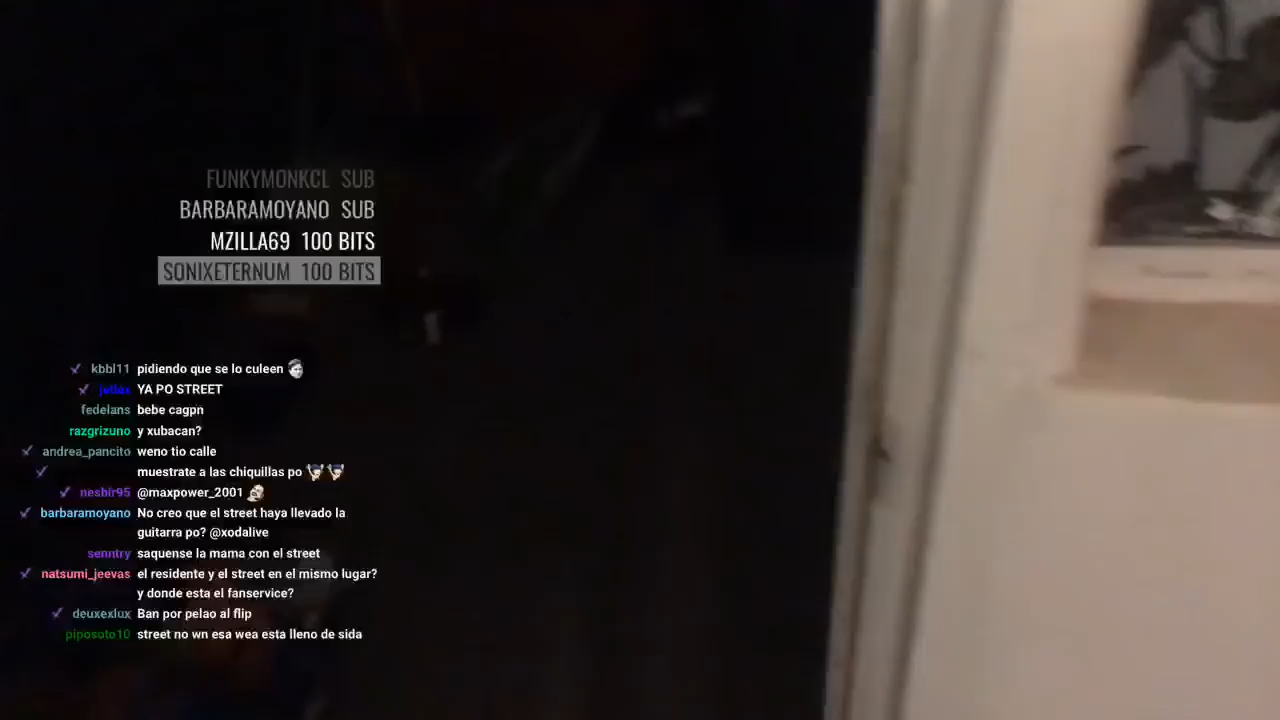 FUNKYMONKCL SUB
BARBARAMOYANO SUB
MZILLA69 100 BITS
SONIXETERNUM 100 BITS
kbbl11 pidiendo que se lo culeen
YA PO STREET
fedelans bebe cagpn
razgrizuno y xubacan?
andrea_pancito weno tio calle
muestrate a las chiquillas po
nesbir95 @maxpower_2001
barbaramoyano No creo que el street haya llevado la
guitarra po? @xodalive
senntry saquense la mama con el street
natsumi_jeevas el residente y el street en el mismo lugar?
y donde esta el fanservice?
deuxexlux Ban por pelao al flip
piposoto10 street no wn esa wea esta lleno de sida